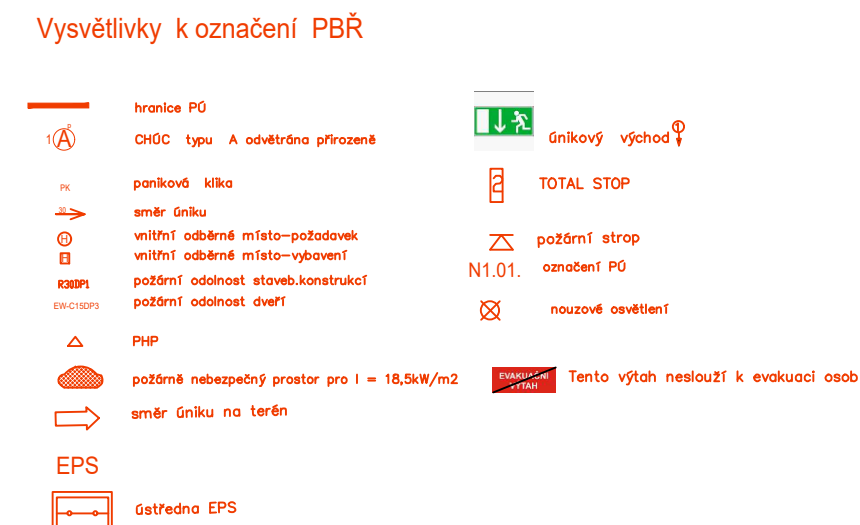 Vysvětlivky k označení PBŘ
hranice PÚ
1 A P CHÚC typu A odvětrána přirozeně
PK paniková klika
30 směr úniku
H vnitřní odběrné místo-požadavek
H vnitřní odběrné místo-vybavení
R30DP1 požární odolnost staveb.konstrukcí
EW-C15DP3 požární odolnost dveří
PHP
požárně nebezpečný prostor pro I = 18,5kW/m2
směr úniku na terén
EPS
ústředna EPS
únikový východ 1
2 TOTAL STOP
požární strop
N1.01. označení PÚ
nouzové osvětlení
EVAKUAČNÍ
VÝTAH
Tento výtah neslouží k evakuaci osob